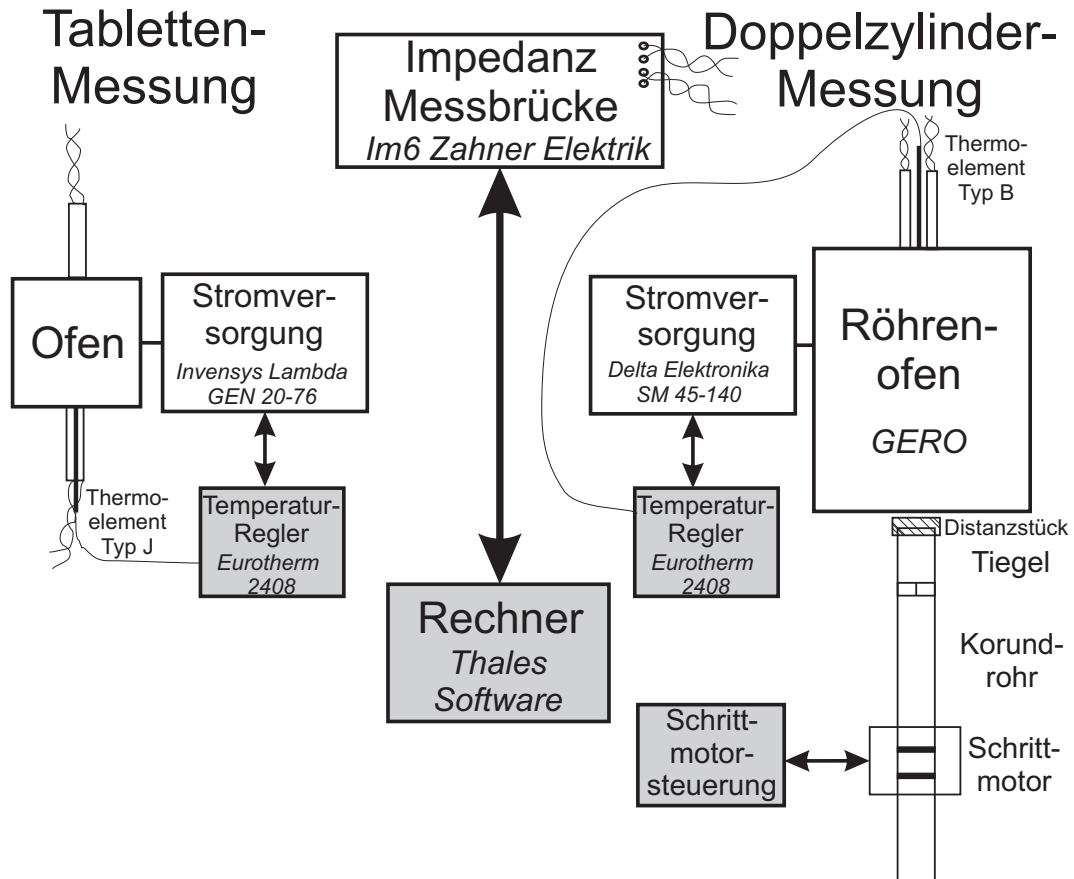 Tabletten-
Messung
Impedanz
Messbrücke
Im6 Zahner Elektrik
Doppelzylinder-
Messung
Thermo-
element
Typ B
Ofen
Stromver-
sorgung
Invensys Lambda
GEN 20-76
Stromver-
sorgung
Delta Elektronika
SM 45-140
Röhren-
ofen
GERO
Thermo-
element
Typ J
Temperatur-
Regler
Eurotherm
2408
Temperatur-
Regler
Eurotherm
2408
Distanzstück
Tiegel
Rechner
Thales
Software
Korund-
rohr
Schritt-
motor-
steuerung
Schritt-
motor